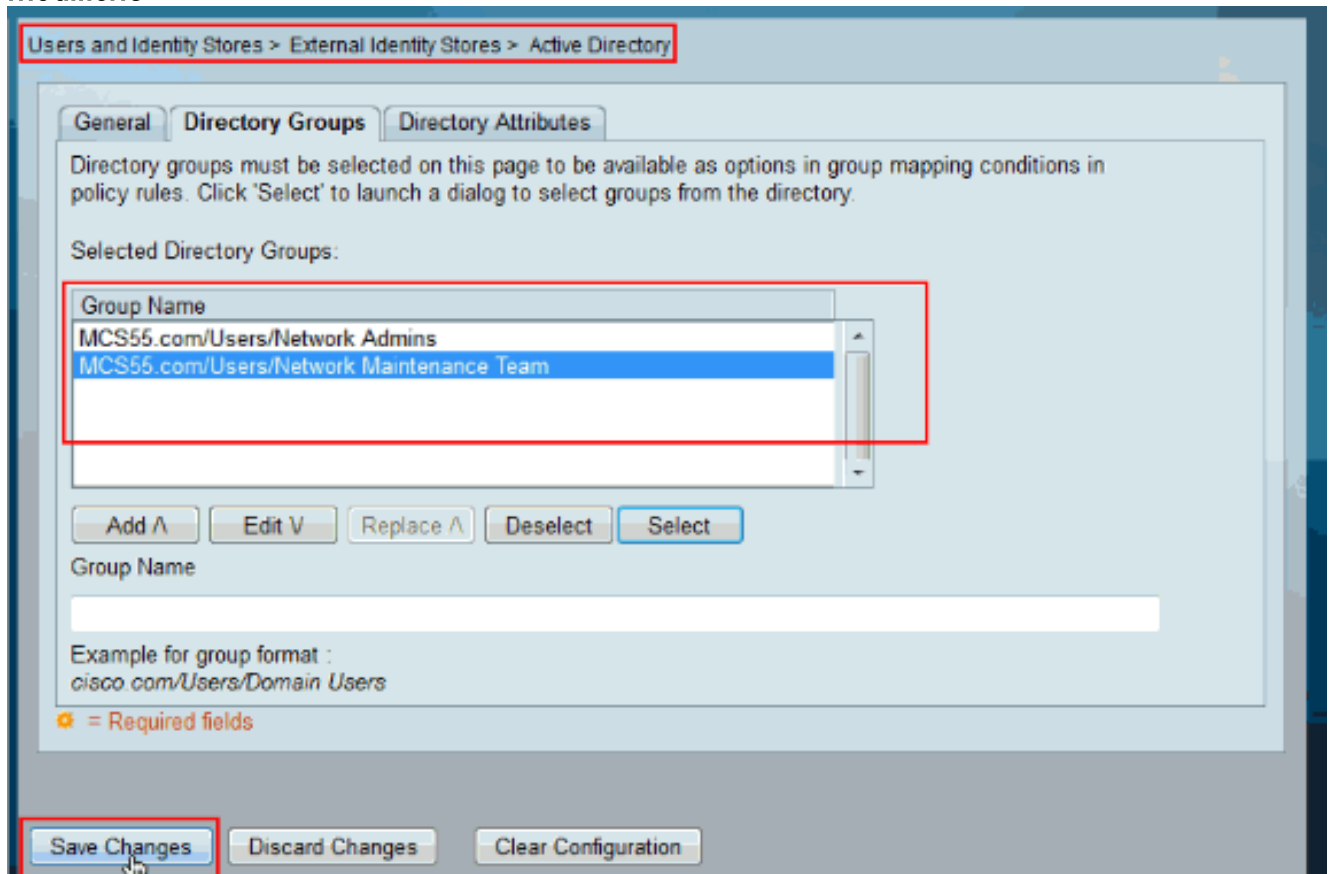 Users and Identity Stores > External Identity Stores > Active Directory
General Directory Groups Directory Attributes
Directory groups must be selected on this page to be available as options in group mapping conditions in
policy rules. Click 'Select' to launch a dialog to select groups from the directory.
Selected Directory Groups:
Group Name
MCS55.com/Users/Network Admins
MCS55.com/Users/Network Maintenance Team
Add /\ Edit \/ Replace /\ Deselect Select
Group Name
Example for group format :
cisco.com/Users/Domain Users
= Required fields
Save Changes Discard Changes Clear Configuration